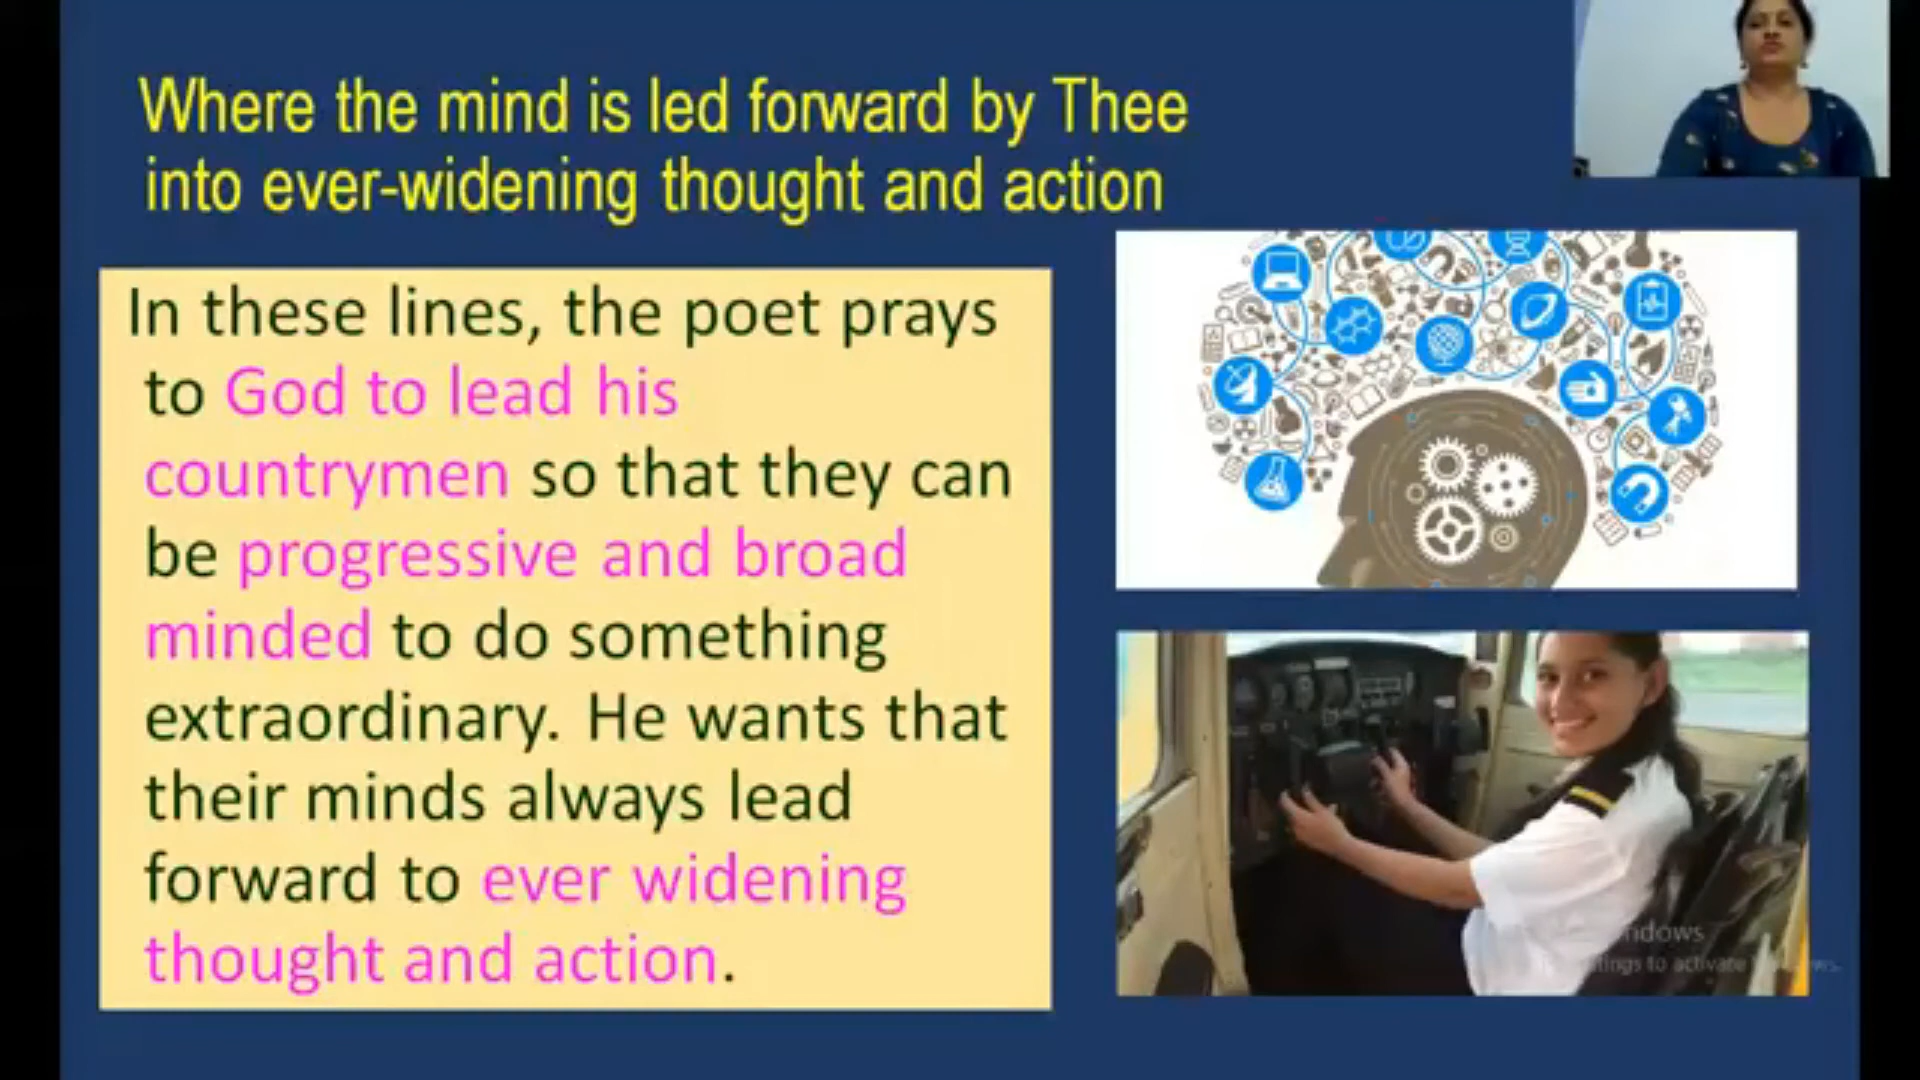 Where the mind is led forward by Thee
into ever-widening thought and action
In these lines, the poet prays
to God to lead his
countrymen so that they can
be progressive and broad
minded to do something
extraordinary. He wants that
their minds always lead
forward to ever widening
thought and action.
to activate